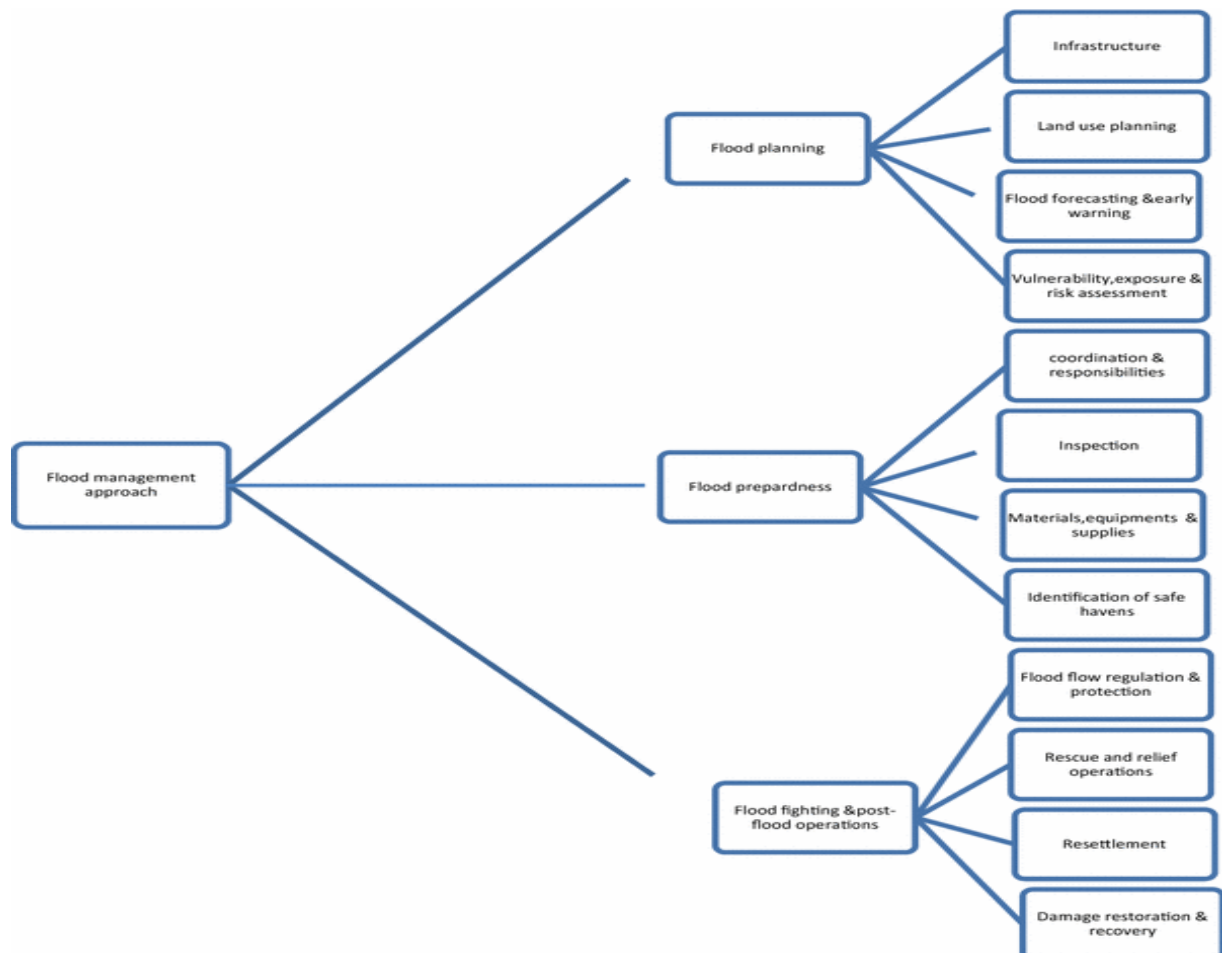 Infrastructure
Land use planning
Flood planning
Flood forecasting &early
warning
Vulnerability,exposure &
risk assessment
coordination &
responsibilities
Inspection
Flood management
approach
Flood prepardness
Materials,equipments &
supplies
Identification of safe
havens
Flood flow regulation &
protection
Rescue and relief
operations
Flood fighting &post-
flood operations
Resettlement
Damage restoration &
recovery